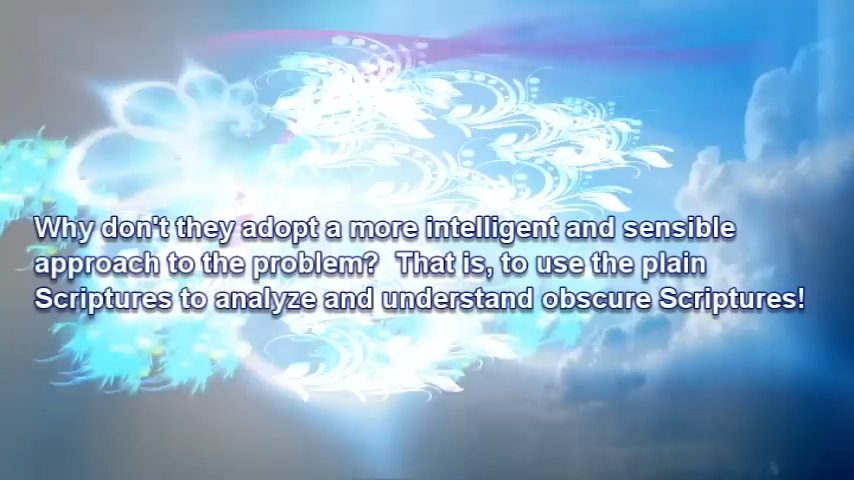 Why don't they adopt a more intelligent and sensible
approach to the problem?  That is, to use the plain
Scriptures to analyze and understand obscure Scriptures!